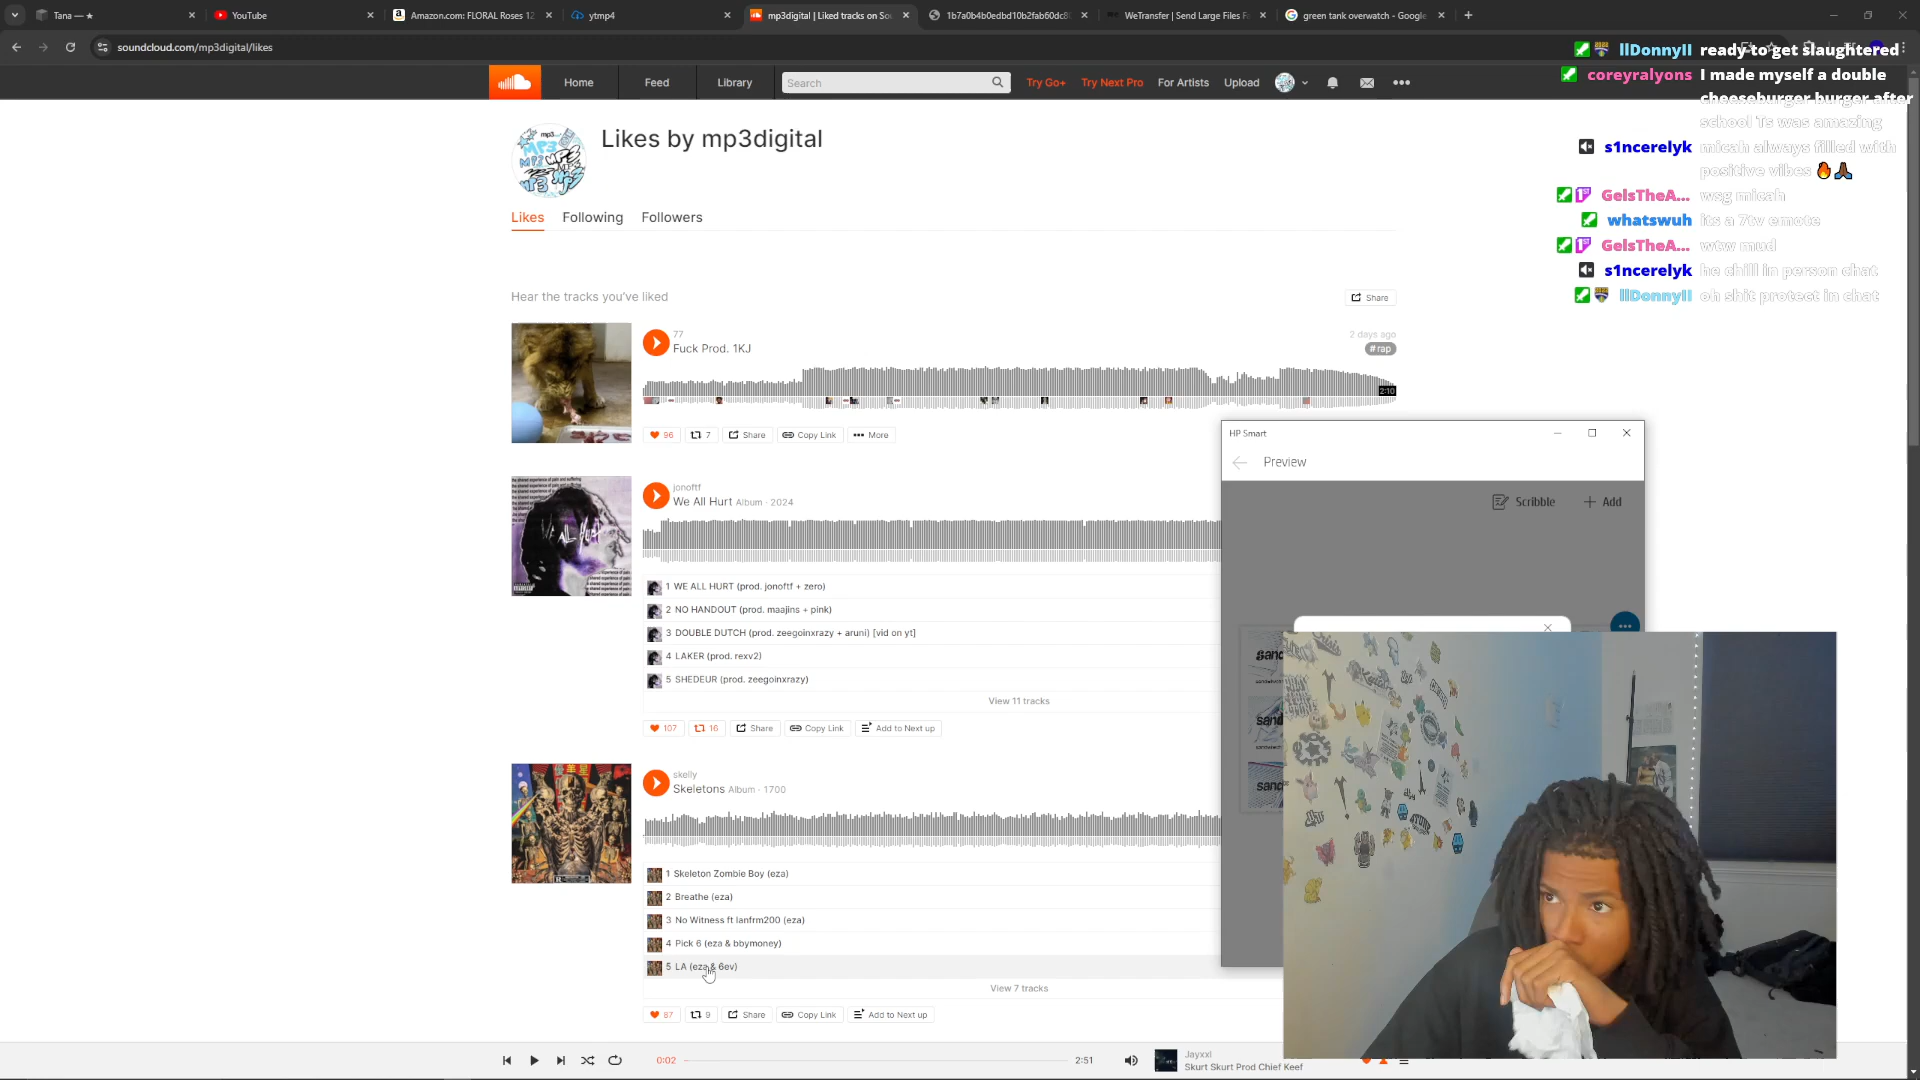 Tana — ★
YouTube
Amazon.com: FLORAL Roses 12
ytmp4
mp3digital | Liked tracks on So
1b7a0b4b0edbd10b2fab60dc8
WeTransfer | Send Large Files F
green tank overwatch - Google
soundcloud.com/mp3digital/likes
Home
Feed
Library
Search
Try Go+
Try Next Pro
For Artists
Upload
llDonnyll ready to get slaughtered
coreyralyons I made myself a double
cheeseburger burger after
school Ts was amazing
s1ncerelyk micah always filled with
positive vibes 🔥🙏🏾
GelsTheA... wsg micah
whatswuh its a 7tv emote
GelsTheA... wtw mud
s1ncerelyk he chill in person chat
llDonnyll oh shit protect in chat
Likes by mp3digital
Likes
Following
Followers
Hear the tracks you've liked
Share
77
Fuck Prod. 1KJ
2 days ago
#rap
2:10
96
7
Share
Copy Link
More
jonoftf
We All Hurt Album · 2024
1 WE ALL HURT (prod. jonoftf + zero)
2 NO HANDOUT (prod. maajins + pink)
3 DOUBLE DUTCH (prod. zeegoinxrazy + aruni) [vid on yt]
4 LAKER (prod. rexv2)
5 SHEDEUR (prod. zeegoinxrazy)
View 11 tracks
107
16
Share
Copy Link
Add to Next up
skelly
Skeletons Album · 1700
1 Skeleton Zombie Boy (eza)
2 Breathe (eza)
3 No Witness ft lanfrm200 (eza)
4 Pick 6 (eza & bbymoney)
5 LA (eza & 6ev)
View 7 tracks
87
9
Share
Copy Link
Add to Next up
HP Smart
Preview
Scribble
Add
0:02
2:51
Jayxxl
Skurt Skurt Prod Chief Keef